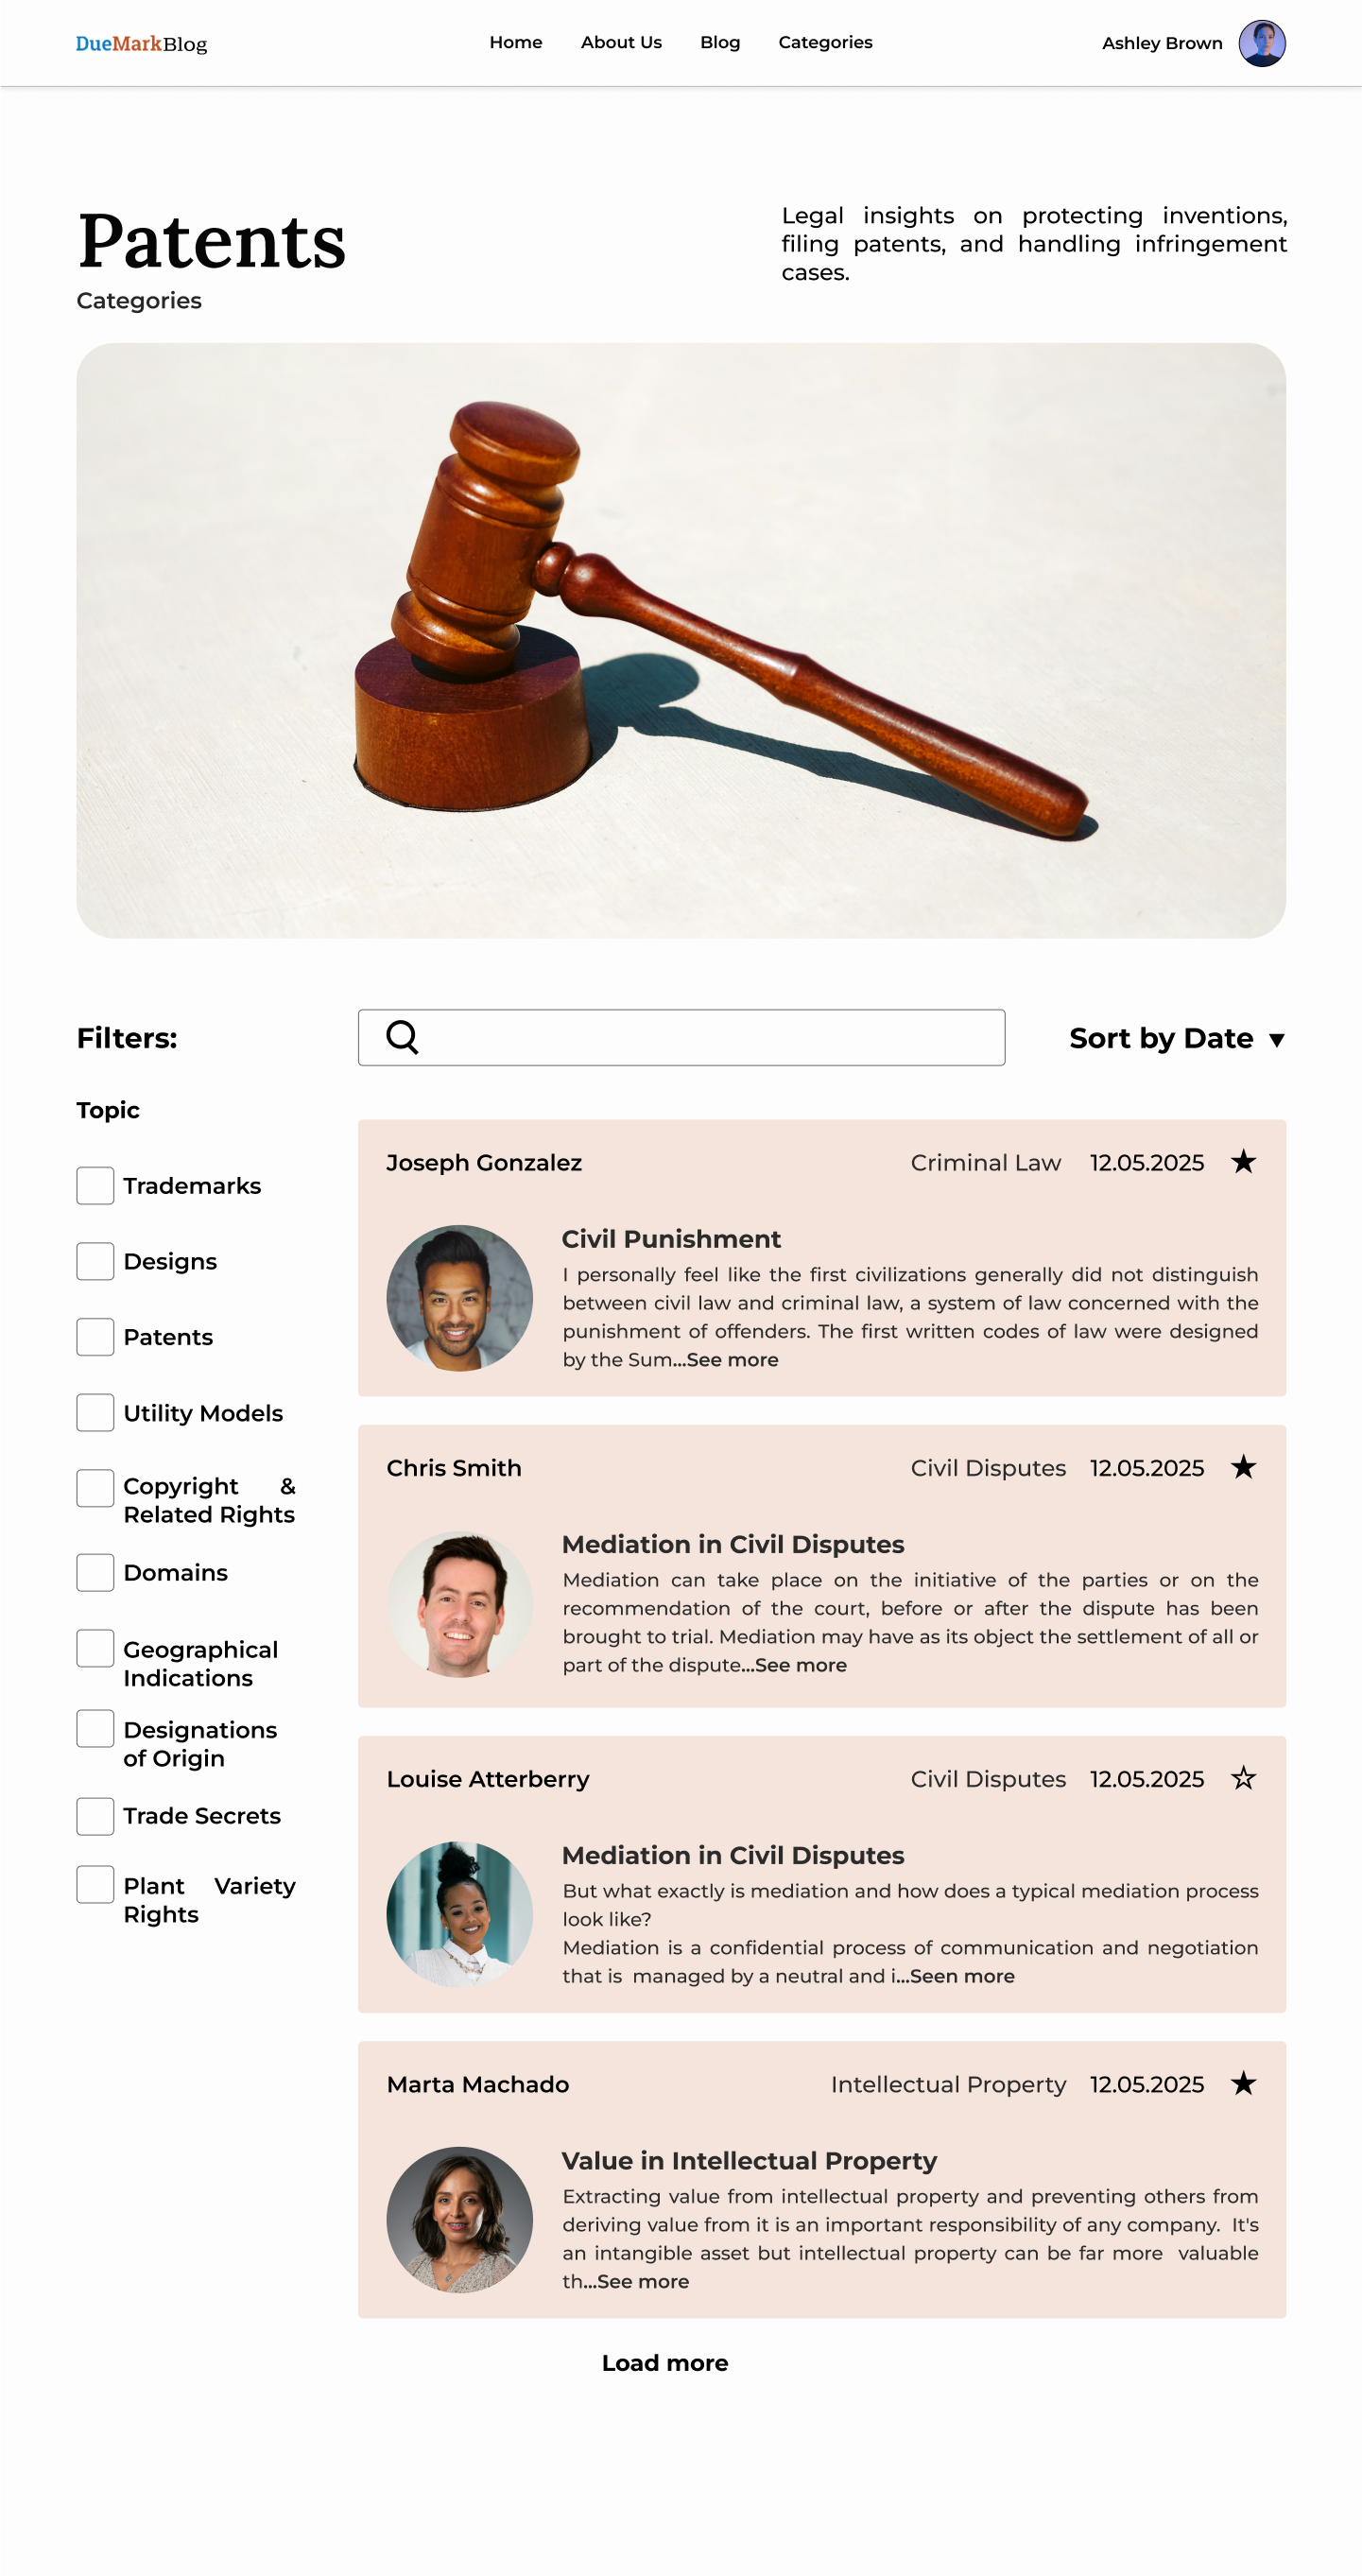 DueMarkBlog
Home About Us Blog Categories
Ashley Brown
Patents
Categories
Legal insights on protecting inventions,
filing patents, and handling infringement
cases.
Filters:
Sort by Date ▼
Topic
Trademarks
Designs
Patents
Utility Models
Copyright &
Related Rights
Domains
Geographical
Indications
Designations
of Origin
Trade Secrets
Plant Variety
Rights
Joseph Gonzalez
Criminal Law 12.05.2025 ★
Civil Punishment
I personally feel like the first civilizations generally did not distinguish
between civil law and criminal law, a system of law concerned with the
punishment of offenders. The first written codes of law were designed
by the Sum...See more
Chris Smith
Civil Disputes 12.05.2025 ★
Mediation in Civil Disputes
Mediation can take place on the initiative of the parties or on the
recommendation of the court, before or after the dispute has been
brought to trial. Mediation may have as its object the settlement of all or
part of the dispute...See more
Louise Atterberry
Civil Disputes 12.05.2025 ☆
Mediation in Civil Disputes
But what exactly is mediation and how does a typical mediation process
look like?
Mediation is a confidential process of communication and negotiation
that is managed by a neutral and i...Seen more
Marta Machado
Intellectual Property 12.05.2025 ★
Value in Intellectual Property
Extracting value from intellectual property and preventing others from
deriving value from it is an important responsibility of any company. It's
an intangible asset but intellectual property can be far more valuable
th...See more
Load more